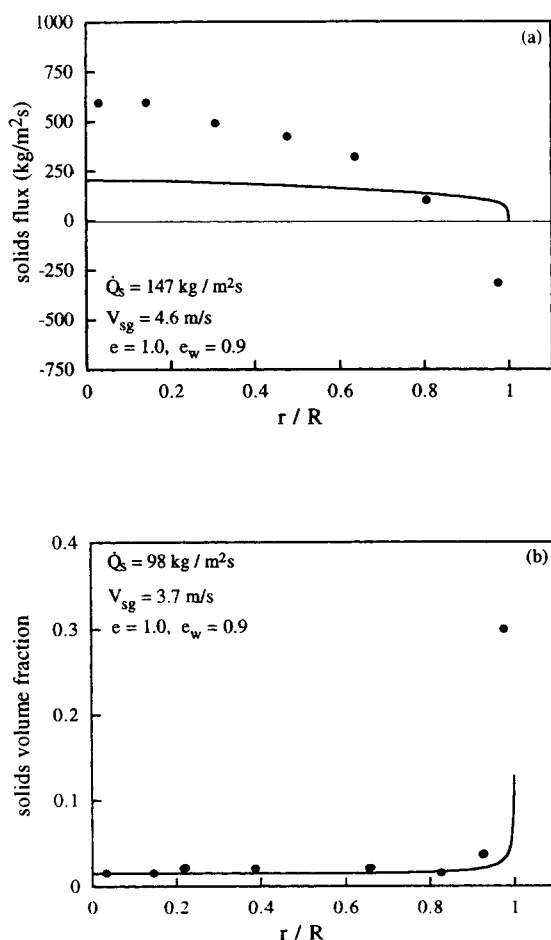 1000
(a)
750
500
250
0
-250
-500
-750
solids flux (kg/m²s)
Q̇s = 147 kg / m²s
Vsg = 4.6 m/s
e = 1.0, ew = 0.9
0 0.2 0.4 0.6 0.8 1
r / R
0.4
(b)
0.3
0.2
0.1
0
solids volume fraction
Q̇s = 98 kg / m²s
Vsg = 3.7 m/s
e = 1.0, ew = 0.9
0 0.2 0.4 0.6 0.8 1
r / R